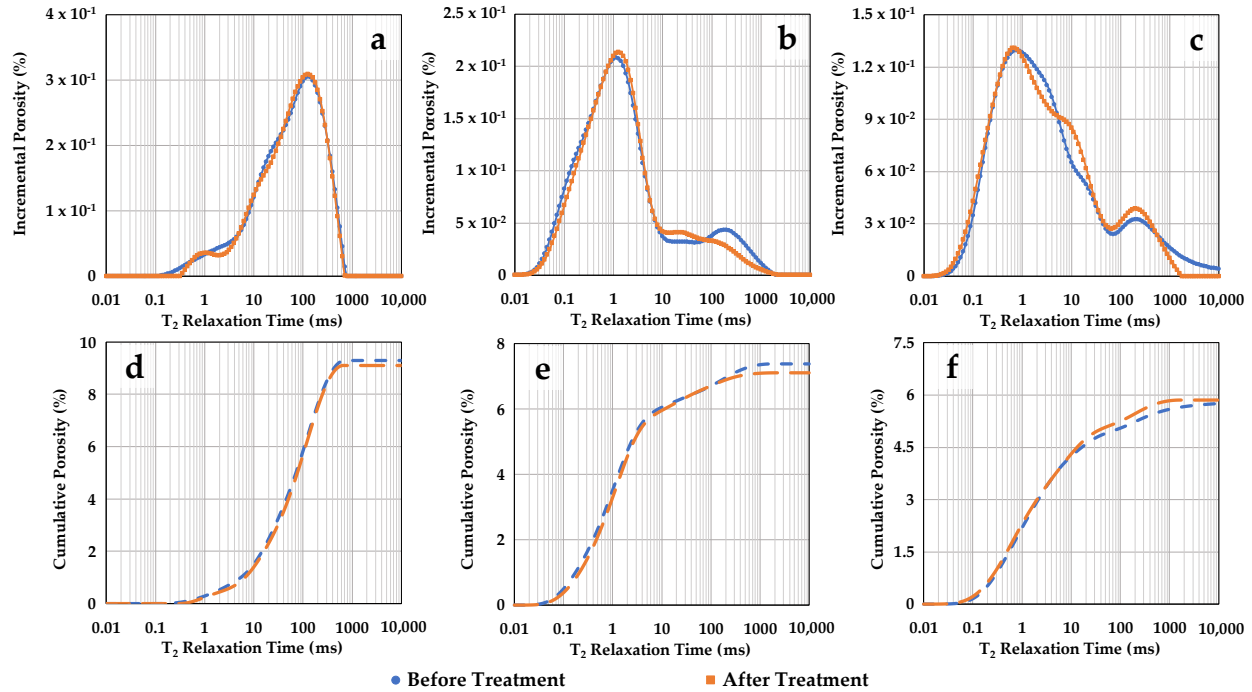 a
Incremental Porosity (%)
4 x 10⁻¹
3 x 10⁻¹
2 x 10⁻¹
1 x 10⁻¹
0
0.01 0.1 1 10 100 1000 10,000
T₂ Relaxation Time (ms)
b
Incremental Porosity (%)
2.5 x 10⁻¹
2.0 x 10⁻¹
1.5 x 10⁻¹
1.0 x 10⁻¹
5.0 x 10⁻²
0
0.01 0.1 1 10 100 1000 10,000
T₂ Relaxation Time (ms)
c
Incremental Porosity (%)
1.5 x 10⁻¹
1.2 x 10⁻¹
9.0 x 10⁻²
6.0 x 10⁻²
3.0 x 10⁻²
0
0.01 0.1 1 10 100 1000 10,000
T₂ Relaxation Time (ms)
d
Cumulative Porosity (%)
10
8
6
4
2
0
0.01 0.1 1 10 100 1000 10,000
T₂ Relaxation Time (ms)
e
Cumulative Porosity (%)
8
6
4
2
0
0.01 0.1 1 10 100 1000 10,000
T₂ Relaxation Time (ms)
f
Cumulative Porosity (%)
7.5
6
4.5
3
1.5
0
0.01 0.1 1 10 100 1000 10,000
T₂ Relaxation Time (ms)
Before Treatment
After Treatment